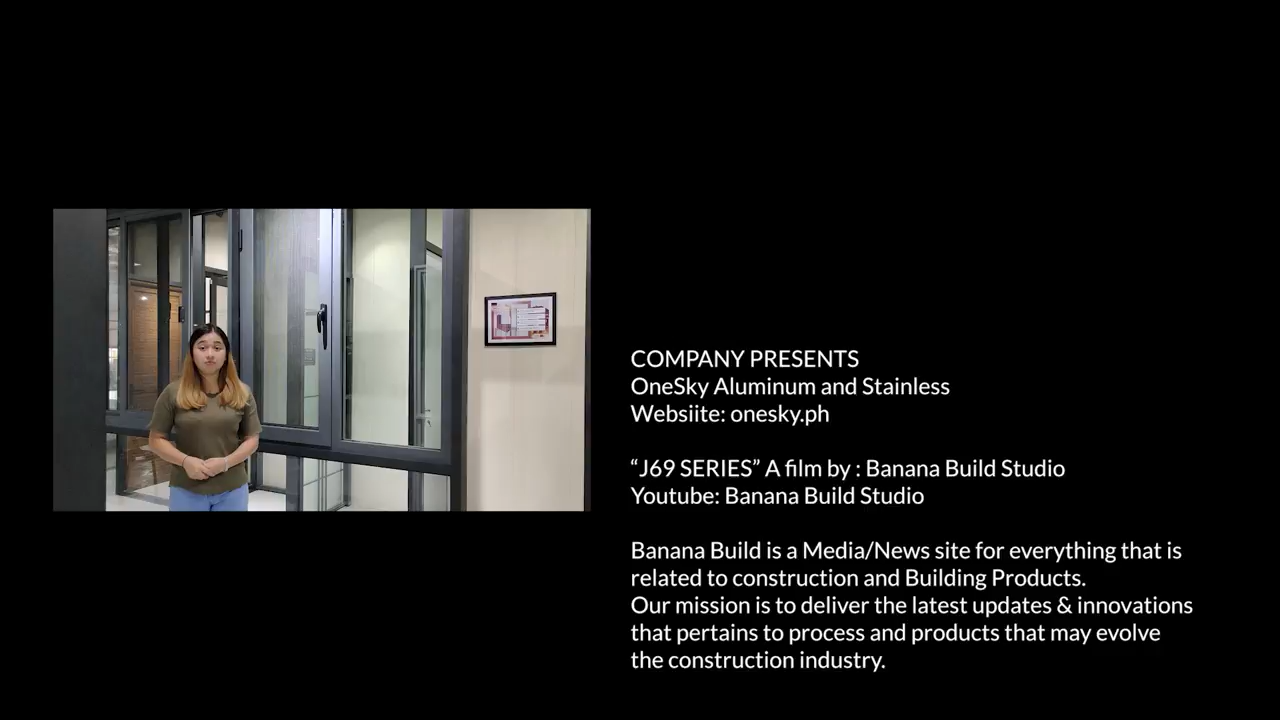 COMPANY PRESENTS
OneSky Aluminum and Stainless
Websiite: onesky.ph
“J69 SERIES” A film by : Banana Build Studio
Youtube: Banana Build Studio
Banana Build is a Media/News site for everything that is
related to construction and Building Products.
Our mission is to deliver the latest updates & innovations
that pertains to process and products that may evolve
the construction industry.